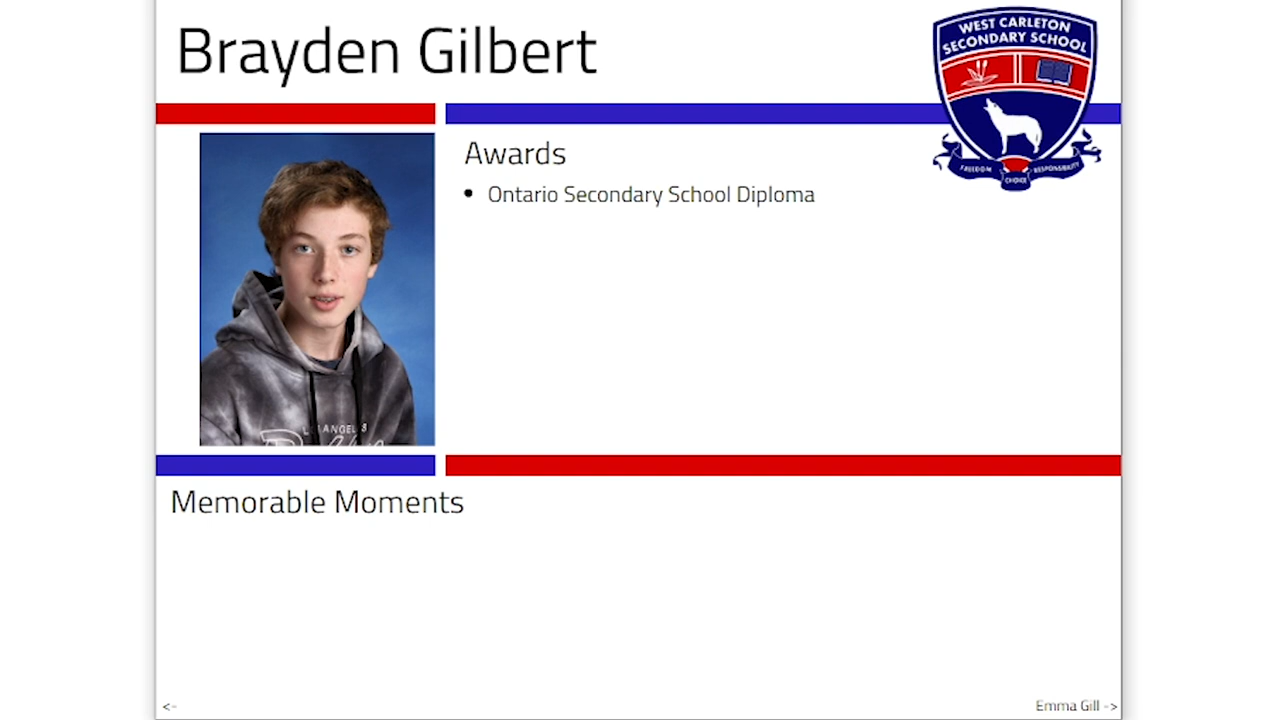 Brayden Gilbert
WEST CARLETON
SECONDARY SCHOOL
FREEDOM
CHOICE
RESPONSIBILITY
Awards
• Ontario Secondary School Diploma
Memorable Moments
<-
Emma Gill ->